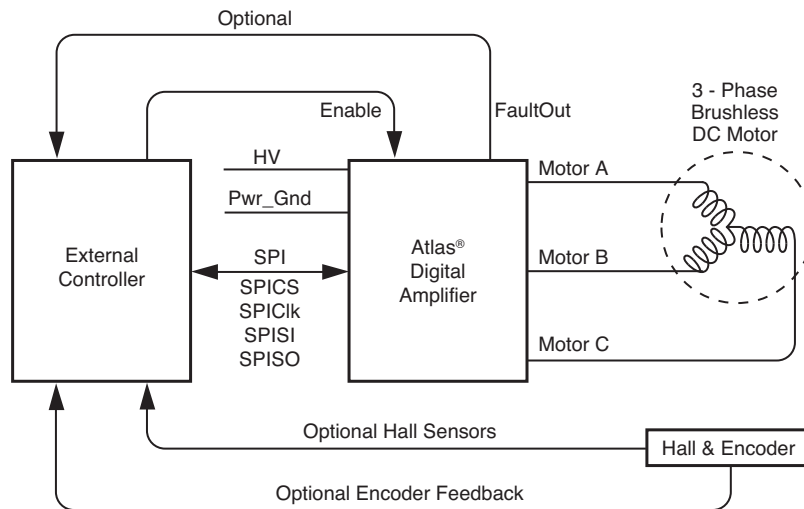 Optional
Enable
FaultOut
3 - Phase
Brushless
DC Motor
HV
Pwr_Gnd
Motor A
External
Controller
SPI
SPICS
SPIClk
SPISI
SPISO
Atlas®
Digital
Amplifier
Motor B
Motor C
Optional Hall Sensors
Hall & Encoder
Optional Encoder Feedback